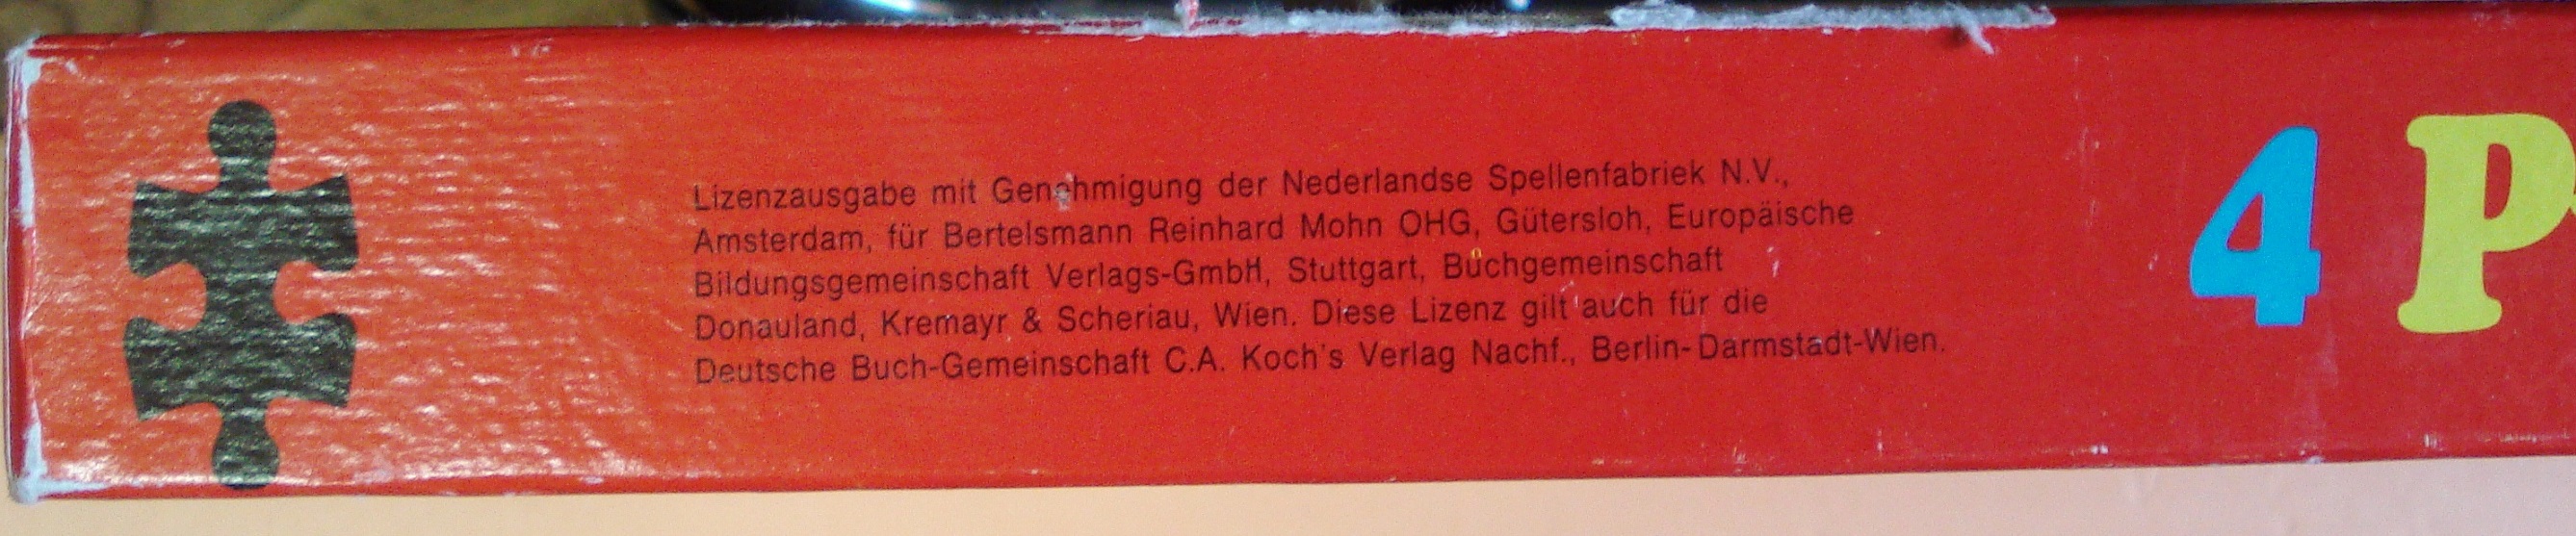 Lizenzausgabe mit Genehmigung der Nederlandse Spellenfabriek N.V.,
Amsterdam, für Bertelsmann Reinhard Mohn OHG, Gütersloh, Europäische
Bildungsgemeinschaft Verlags-GmbH, Stuttgart, Buchgemeinschaft
Donauland, Kremayr & Scheriau, Wien. Diese Lizenz gilt auch für die
Deutsche Buch-Gemeinschaft C.A. Koch's Verlag Nachf., Berlin-Darmstadt-Wien.
4 P